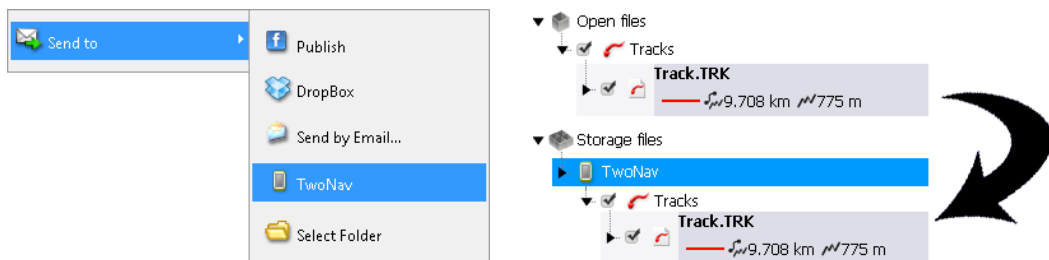 Send to
Publish
DropBox
Send by Email...
TwoNav
Select Folder
Open files
Tracks
Track.TRK
9.708 km 775 m
Storage files
TwoNav
Tracks
Track.TRK
9.708 km 775 m